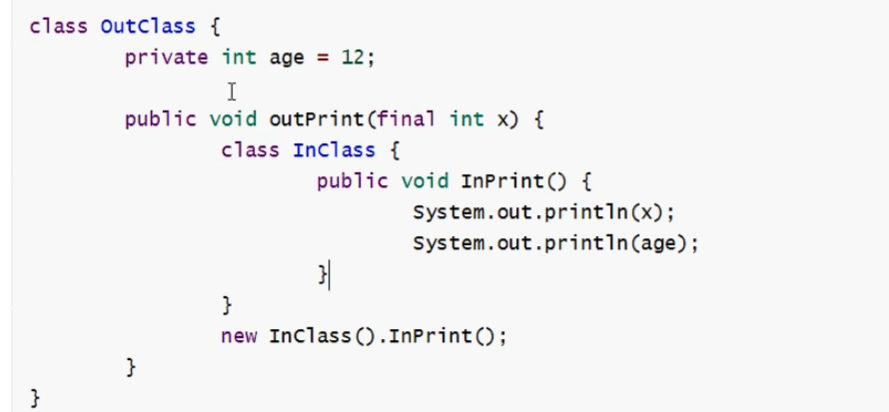 class OutClass {
private int age = 12;
public void outPrint(final int x) {
class InClass {
public void InPrint() {
System.out.println(x);
System.out.println(age);
}
}
new InClass().InPrint();
}
}